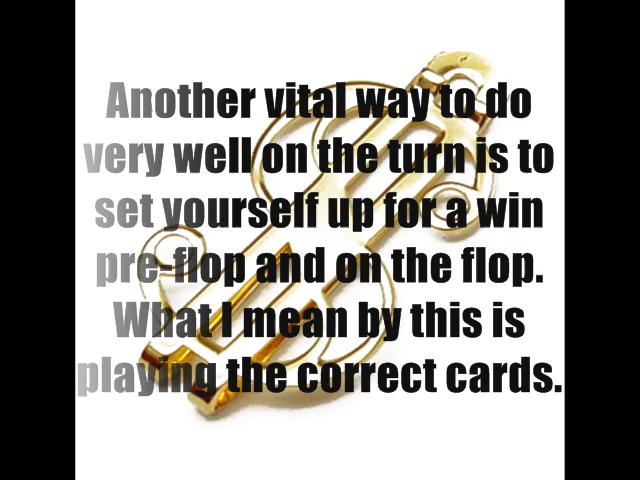 Another vital way to do
very well on the turn is to
set yourself up for a win
pre-flop and on the flop.
What I mean by this is
playing the correct cards.